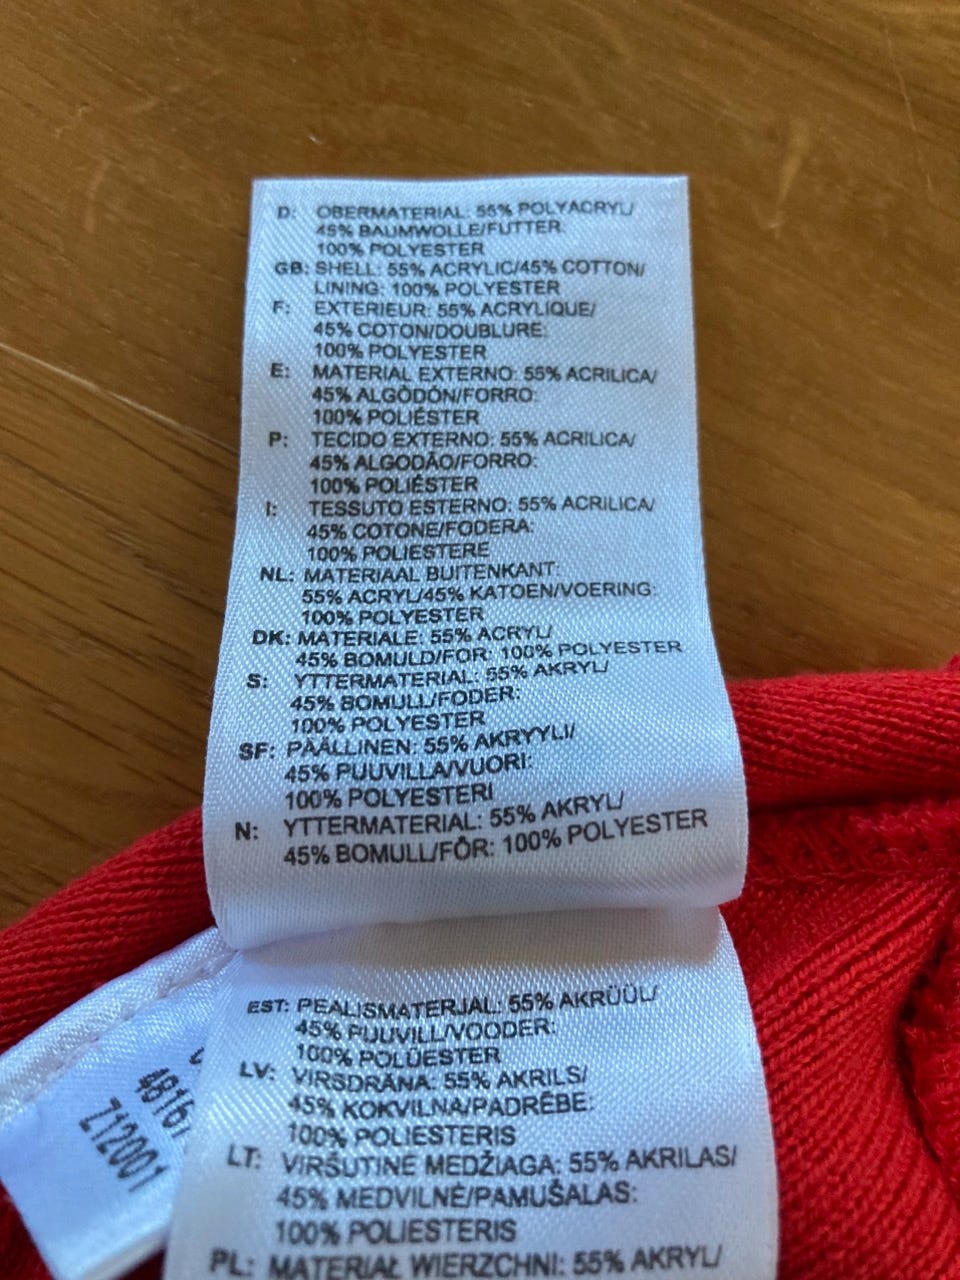 D: OBERMATERIAL: 55% POLYACRYL/
45% BAUMWOLLE/FUTTER:
100% POLYESTER
GB: SHELL: 55% ACRYLIC/45% COTTON/
LINING: 100% POLYESTER
F: EXTERIEUR: 55% ACRYLIQUE/
45% COTON/DOUBLURE:
100% POLYESTER
E: MATERIAL EXTERNO: 55% ACRILICA/
45% ALGODÓN/FORRO:
100% POLIÉSTER
P: TECIDO EXTERNO: 55% ACRILICA/
45% ALGODÃO/FORRO:
100% POLIÉSTER
I: TESSUTO ESTERNO: 55% ACRILICA/
45% COTONE/FODERA:
100% POLIESTERE
NL: MATERIAAL BUITENKANT:
55% ACRYL/45% KATOEN/VOERING:
100% POLYESTER
DK: MATERIALE: 55% ACRYL/
45% BOMULD/FOR: 100% POLYESTER
S: YTTERMATERIAL: 55% AKRYL/
45% BOMULL/FODER:
100% POLYESTER
SF: PÄÄLLINEN: 55% AKRYYLI/
45% PUUVILLA/VUORI:
100% POLYESTERI
N: YTTERMATERIAL: 55% AKRYL/
45% BOMULL/FÔR: 100% POLYESTER
EST: PEALISMATERJAL: 55% AKRÜÜL/
45% PUUVILL/VOODER:
100% POLÜESTER
LV: VIRSDRĀNA: 55% AKRILS/
45% KOKVILNA/PADRĒBE:
100% POLIESTERIS
LT: VIRŠUTINĖ MEDŽIAGA: 55% AKRILAS/
45% MEDVILNĖ/PAMUŠALAS:
100% POLIESTERIS
PL: MATERIAŁ WIERZCHNI: 55% AKRYL/
4816
Z12001